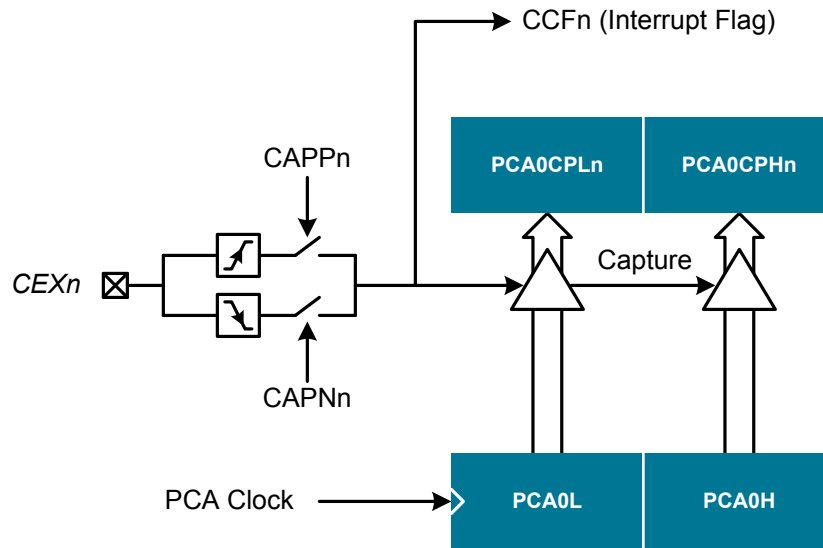 CCFn (Interrupt Flag)
PCA0CPLn
PCA0CPHn
CAPPn
Capture
CEXn
CAPNn
PCA Clock
PCA0L
PCA0H